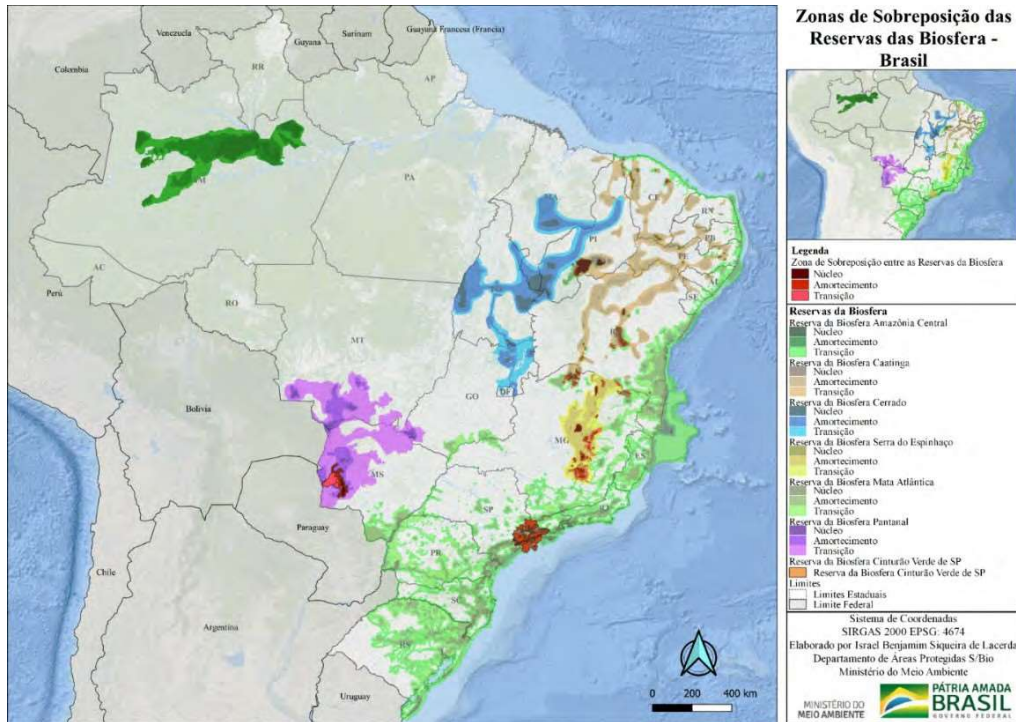 Zonas de Sobreposição das
Reservas das Biosfera -
Brasil
Venezuela
Guyana
Surinam
Guayana Francesa (Francia)
Colombia
RR
AP
AM
PA
MA
CE
RN
PB
PI
PE
AL
SE
AC
Perú
RO
TO
BA
MT
Bolivia
DF
GO
MG
ES
MS
SP
RJ
Paraguay
PR
Chile
SC
Argentina
RS
Uruguay
0 200 400 km
Legenda
Zona de Sobreposição entre as Reservas da Biosfera
Núcleo
Amortecimento
Transição
Reservas da Biosfera
Reserva da Biosfera Amazônia Central
Núcleo
Amortecimento
Transição
Reserva da Biosfera Caatinga
Núcleo
Amortecimento
Transição
Reserva da Biosfera Cerrado
Núcleo
Amortecimento
Transição
Reserva da Biosfera Serra do Espinhaço
Núcleo
Amortecimento
Transição
Reserva da Biosfera Mata Atlântica
Núcleo
Amortecimento
Transição
Reserva da Biosfera Pantanal
Núcleo
Amortecimento
Transição
Reserva da Biosfera Cinturão Verde de SP
Reserva da Biosfera Cinturão Verde de SP
Limites
Limites Estaduais
Limite Federal
Sistema de Coordenadas
SIRGAS 2000 EPSG: 4674
Elaborado por Israel Benjamim Siqueira de Lacerda
Departamento de Áreas Protegidas S/Bio
Ministério do Meio Ambiente
MINISTÉRIO DO
MEIO AMBIENTE
PÁTRIA AMADA
BRASIL
GOVERNO FEDERAL